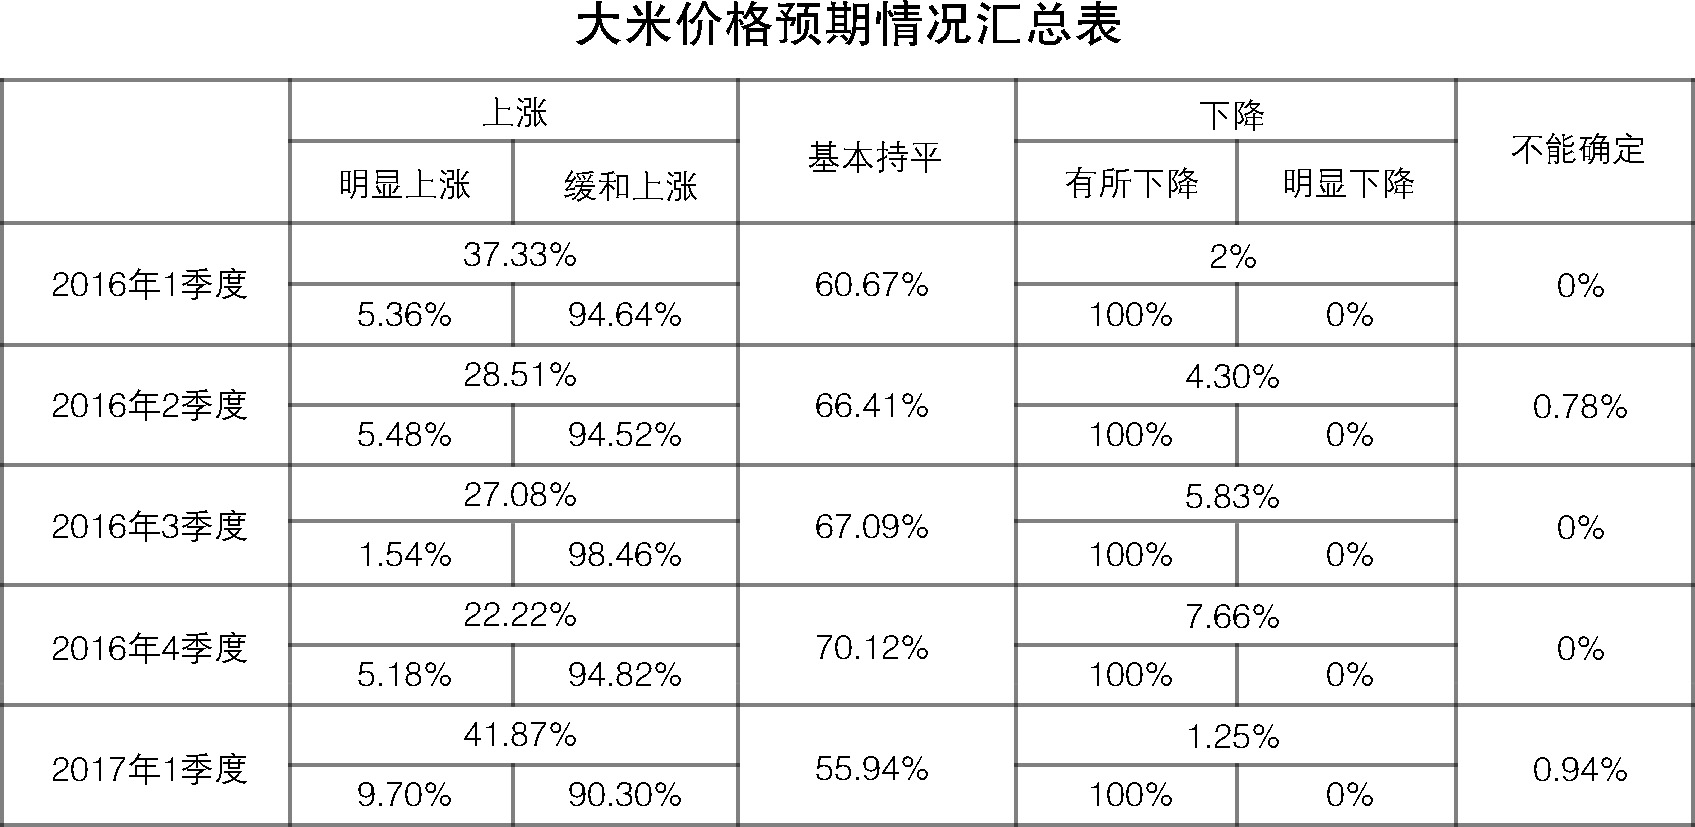 大米价格预期情况汇总表
上涨 基本持平 下降 不能确定
明显上涨 缓和上涨 有所下降 明显下降
2016年1季度 37.33% 60.67% 2% 0%
5.36% 94.64% 100% 0%
2016年2季度 28.51% 66.41% 4.30% 0.78%
5.48% 94.52% 100% 0%
2016年3季度 27.08% 67.09% 5.83% 0%
1.54% 98.46% 100% 0%
2016年4季度 22.22% 70.12% 7.66% 0%
5.18% 94.82% 100% 0%
2017年1季度 41.87% 55.94% 1.25% 0.94%
9.70% 90.30% 100% 0%